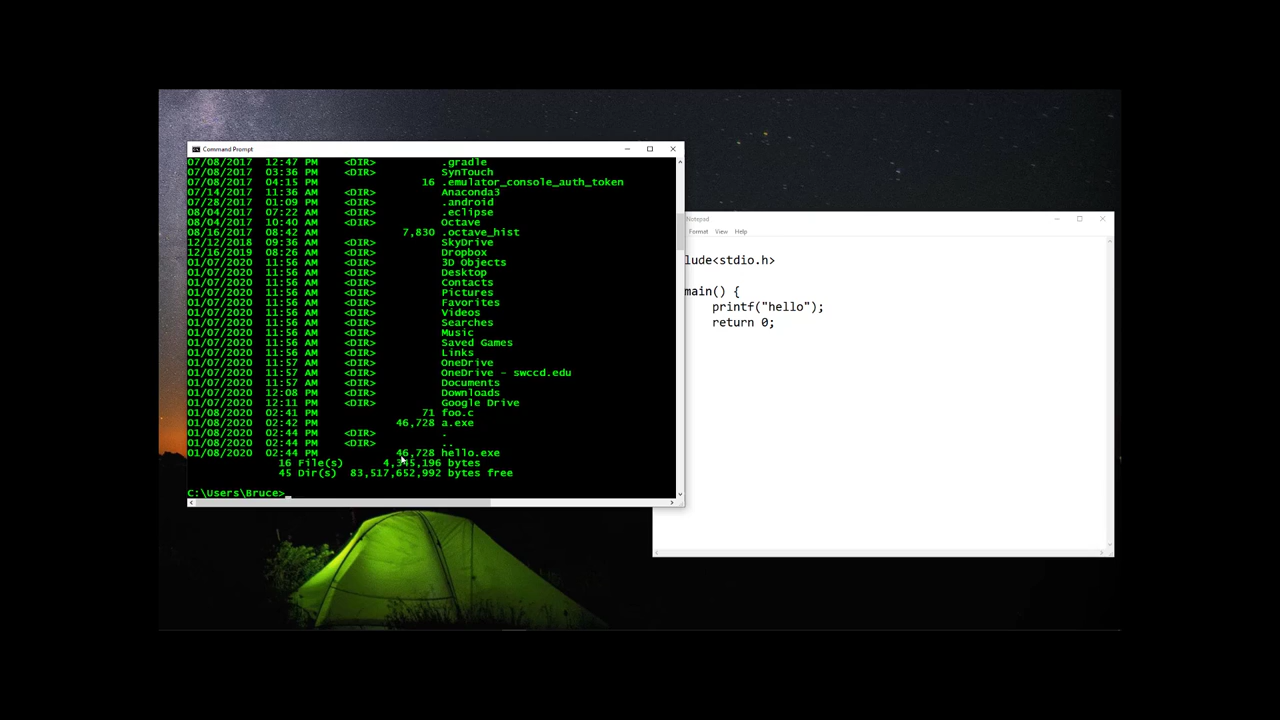 Command Prompt
07/08/2017 12:47 PM <DIR> .gradle
07/08/2017 03:36 PM <DIR> SynTouch
07/08/2017 04:15 PM 16 .emulator_console_auth_token
07/14/2017 11:36 AM <DIR> Anaconda3
07/28/2017 01:09 PM <DIR> .android
08/04/2017 07:22 AM <DIR> .eclipse
08/04/2017 10:40 AM <DIR> Octave
08/16/2017 08:42 AM 7,830 .octave_hist
12/12/2018 09:36 AM <DIR> SkyDrive
12/16/2019 08:26 AM <DIR> Dropbox
01/07/2020 11:56 AM <DIR> 3D Objects
01/07/2020 11:56 AM <DIR> Desktop
01/07/2020 11:56 AM <DIR> Contacts
01/07/2020 11:56 AM <DIR> Pictures
01/07/2020 11:56 AM <DIR> Favorites
01/07/2020 11:56 AM <DIR> Videos
01/07/2020 11:56 AM <DIR> Searches
01/07/2020 11:56 AM <DIR> Music
01/07/2020 11:56 AM <DIR> Saved Games
01/07/2020 11:56 AM <DIR> Links
01/07/2020 11:57 AM <DIR> OneDrive
01/07/2020 11:57 AM <DIR> OneDrive - swccd.edu
01/07/2020 11:57 AM <DIR> Documents
01/07/2020 12:08 PM <DIR> Downloads
01/07/2020 12:11 PM <DIR> Google Drive
01/08/2020 02:41 PM 71 foo.c
01/08/2020 02:42 PM 46,728 a.exe
01/08/2020 02:44 PM <DIR> .
01/08/2020 02:44 PM <DIR> ..
01/08/2020 02:44 PM 46,728 hello.exe
16 File(s) 4,345,196 bytes
45 Dir(s) 83,517,652,992 bytes free
C:\Users\Bruce>_
Notepad
Format View Help
lude<stdio.h>
main() {
printf("hello");
return 0;